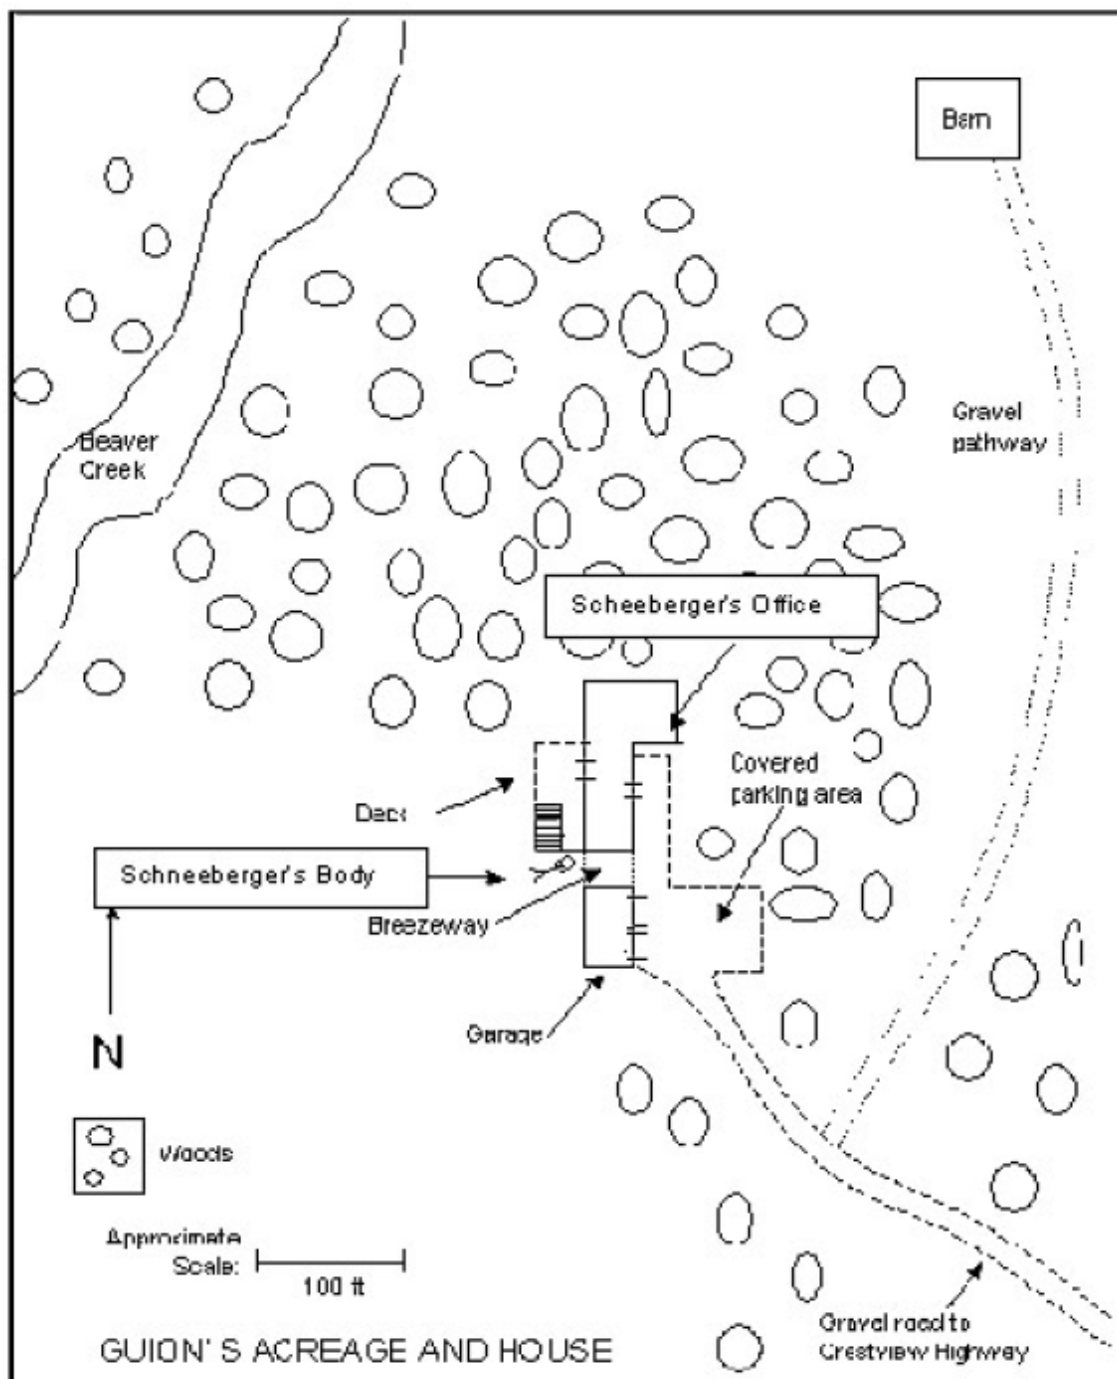 Barn
Gravel
pathway
Beaver
Creek
Scheeberger's Office
Covered
parking area
Deck
Schneeberger's Body
Breezeway
Garage
N
Woods
Approximate
Scale:
100 ft
Gravel road to
Crestview Highway
GUION'S ACREAGE AND HOUSE